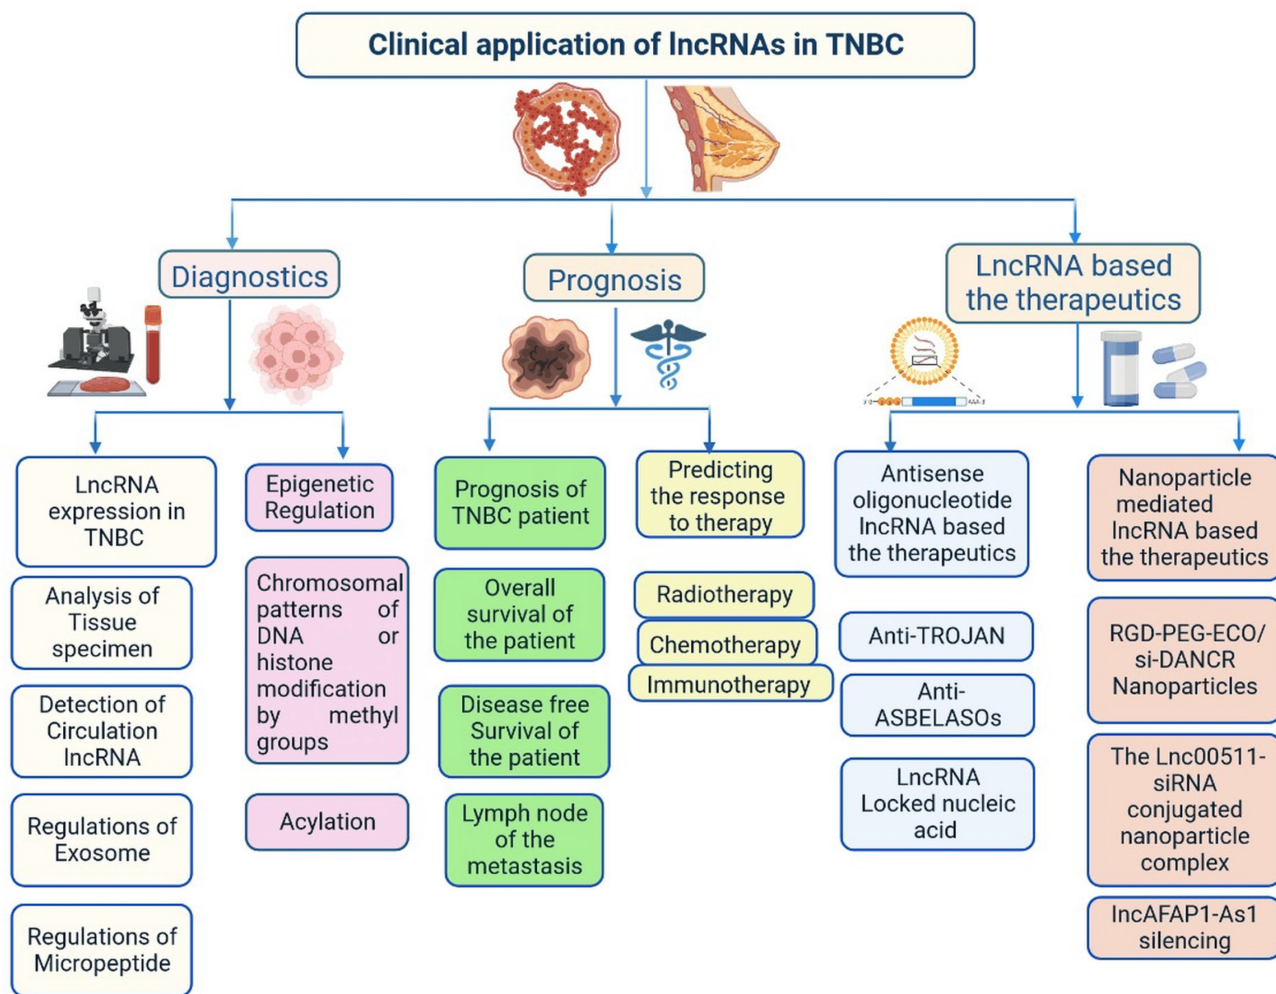 Clinical application of lncRNAs in TNBC
Diagnostics
Prognosis
LncRNA based
the therapeutics
LncRNA
expression in
TNBC
Analysis of
Tissue
specimen
Detection of
Circulation
lncRNA
Regulations of
Exosome
Regulations of
Micropeptide
Epigenetic
Regulation
Chromosomal
patterns of
DNA or
histone
modification
by methyl
groups
Acylation
Prognosis of
TNBC patient
Overall
survival of
the patient
Disease free
Survival of
the patient
Lymph node
of the
metastasis
Predicting
the response
to therapy
Radiotherapy
Chemotherapy
Immunotherapy
Antisense
oligonucleotide
lncRNA based
the therapeutics
Anti-TROJAN
Anti-
ASBELASOs
LncRNA
Locked nucleic
acid
Nanoparticle
mediated
lncRNA based
the therapeutics
RGD-PEG-ECO/
si-DANCR
Nanoparticles
The Lnc00511-
siRNA
conjugated
nanoparticle
complex
lncAFAP1-As1
silencing